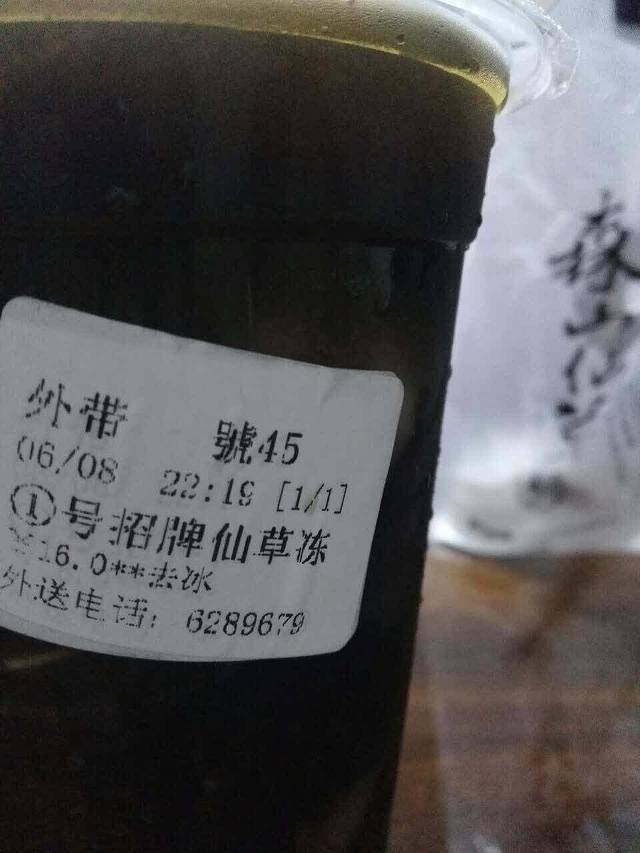 外带 號45
06/08 22:19 [1/1]
①号招牌仙草冻
¥16.0**去冰
外送电话: 6289679